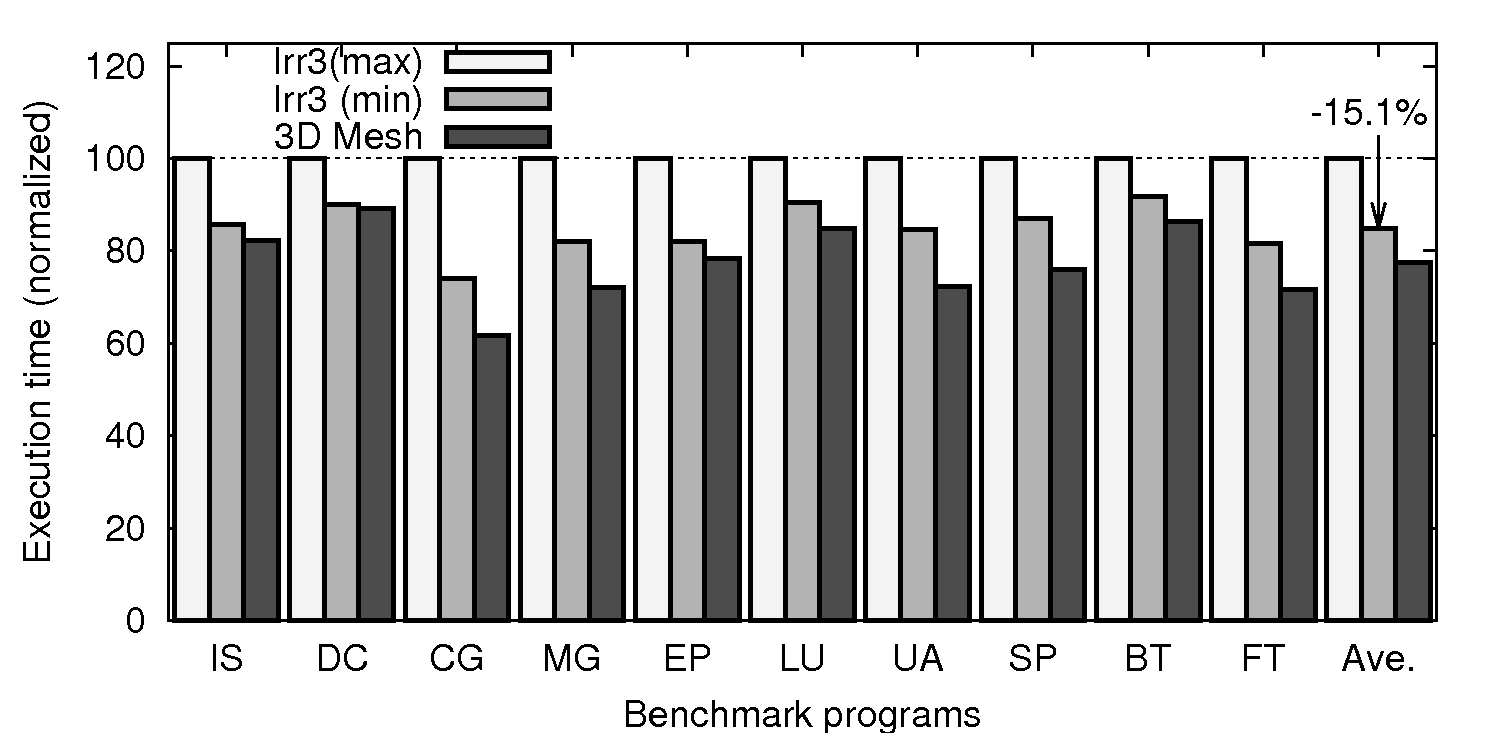 Irr3(max)
Irr3 (min)
3D Mesh
-15.1%
120
100
80
60
40
20
0
Execution time (normalized)
IS DC CG MG EP LU UA SP BT FT Ave.
Benchmark programs